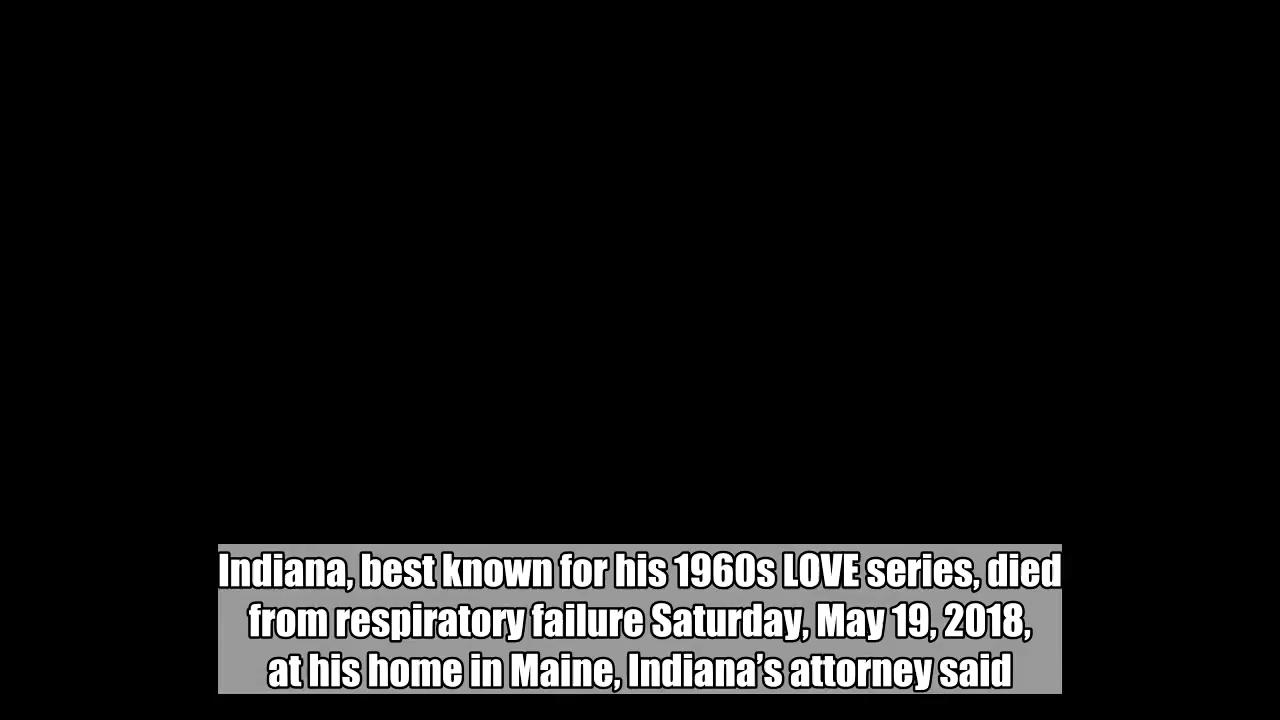 Indiana, best known for his 1960s LOVE series, died
from respiratory failure Saturday, May 19, 2018,
at his home in Maine, Indiana’s attorney said